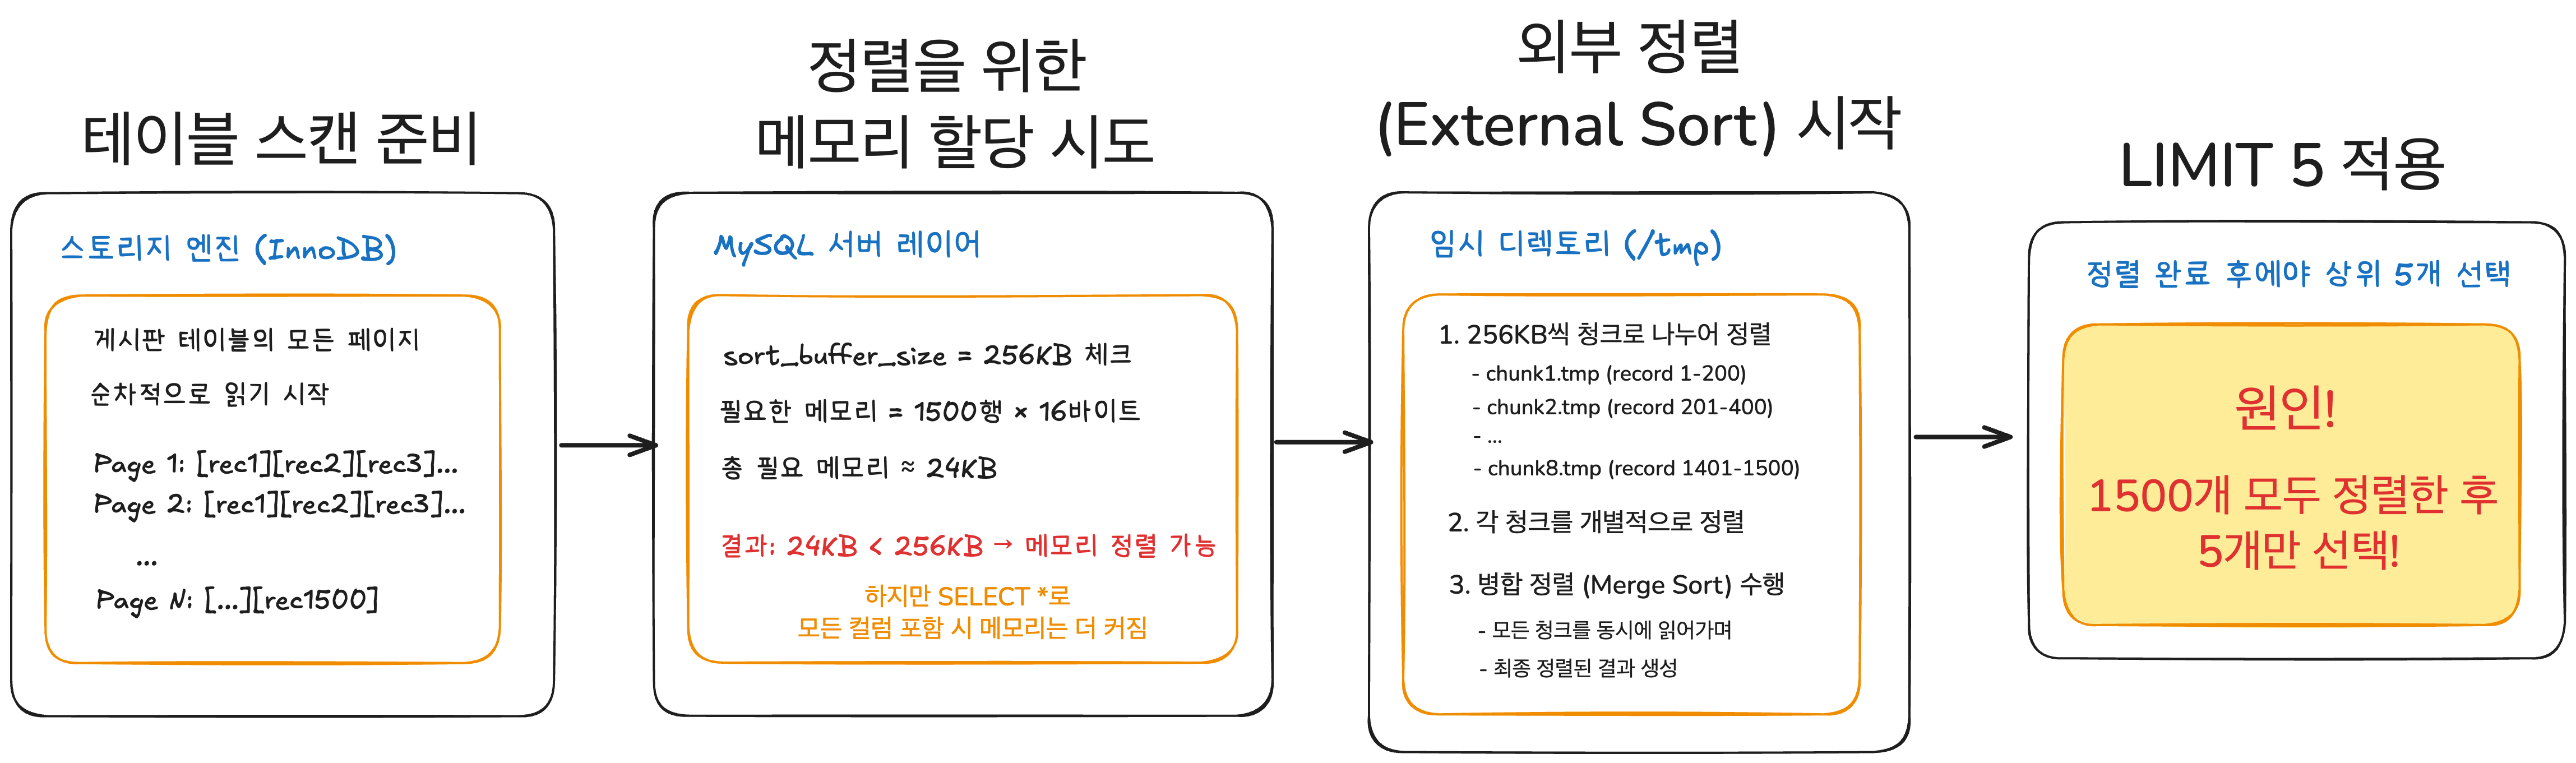 테이블 스캔 준비
스토리지 엔진 (InnoDB)
게시판 테이블의 모든 페이지
순차적으로 읽기 시작
Page 1: [rec1][rec2][rec3]...
Page 2: [rec1][rec2][rec3]...
...
Page N: [...][rec1500]
정렬을 위한
메모리 할당 시도
MySQL 서버 레이어
sort_buffer_size = 256KB 체크
필요한 메모리 = 1500행 × 16바이트
총 필요 메모리 ≈ 24KB
결과: 24KB < 256KB → 메모리 정렬 가능
하지만 SELECT *로
모든 컬럼 포함 시 메모리는 더 커짐
외부 정렬
(External Sort) 시작
임시 디렉토리 (/tmp)
1. 256KB씩 청크로 나누어 정렬
- chunk1.tmp (record 1-200)
- chunk2.tmp (record 201-400)
- ...
- chunk8.tmp (record 1401-1500)
2. 각 청크를 개별적으로 정렬
3. 병합 정렬 (Merge Sort) 수행
- 모든 청크를 동시에 읽어가며
- 최종 정렬된 결과 생성
LIMIT 5 적용
정렬 완료 후에야 상위 5개 선택
원인!
1500개 모두 정렬한 후
5개만 선택!